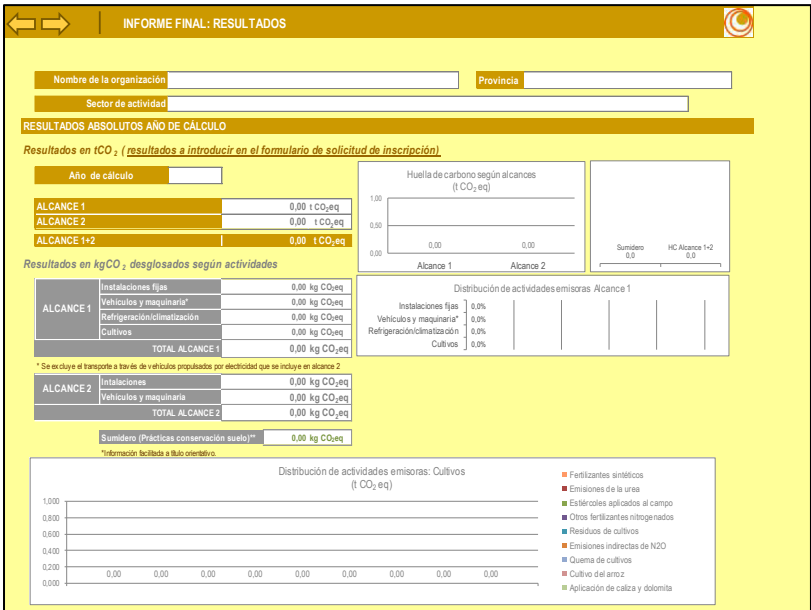 INFORME FINAL: RESULTADOS
Nombre de la organización
Provincia
Sector de actividad
RESULTADOS ABSOLUTOS AÑO DE CÁLCULO
Resultados en tCO2 ( resultados a introducir en el formulario de solicitud de inscripción)
Año de cálculo
ALCANCE 1 0,00 t CO2eq
ALCANCE 2 0,00 t CO2eq
ALCANCE 1+2 0,00 t CO2eq
Huella de carbono según alcances
(t CO2 eq)
1,00
0,50
0,00
0,00 0,00
Alcance 1 Alcance 2
Sumidero HC Alcance 1+2
0,0 0,0
Resultados en kgCO2 desglosados según actividades
ALCANCE 1
Instalaciones fijas 0,00 kg CO2eq
Vehículos y maquinaria* 0,00 kg CO2eq
Refrigeración/climatización 0,00 kg CO2eq
Cultivos 0,00 kg CO2eq
TOTAL ALCANCE 1 0,00 kg CO2eq
Distribución de actividades emisoras Alcance 1
Instalaciones fijas 0,0%
Vehículos y maquinaria* 0,0%
Refrigeración/climatización 0,0%
Cultivos 0,0%
* Se excluye el transporte a través de vehículos propulsados por electricidad que se incluye en alcance 2
ALCANCE 2
Intalaciones 0,00 kg CO2eq
Vehículos y maquinaria 0,00 kg CO2eq
TOTAL ALCANCE 2 0,00 kg CO2eq
Sumidero (Prácticas conservación suelo)** 0,00 kg CO2eq
*Información facilitada a título orientativo.
Distribución de actividades emisoras: Cultivos
(t CO2 eq)
1,000
0,800
0,600
0,400
0,200
0,000
0,00 0,00 0,00 0,00 0,00 0,00 0,00 0,00 0,00
Fertilizantes sintéticos
Emisiones de la urea
Estiércoles aplicados al campo
Otros fertilizantes nitrogenados
Residuos de cultivos
Emisiones indirectas de N2O
Quema de cultivos
Cultivo del arroz
Aplicación de caliza y dolomita